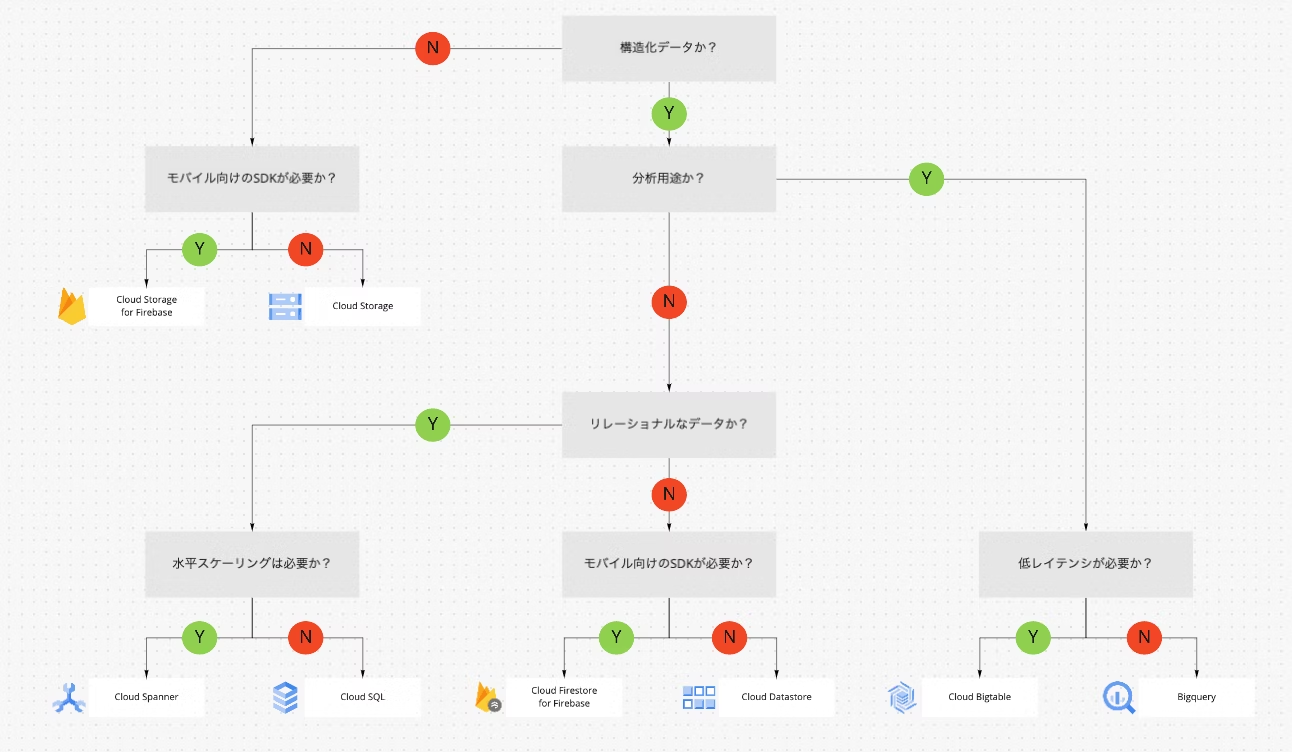 構造化データか？
N
Y
モバイル向けのSDKが必要か？
分析用途か？
Y
Y
N
Cloud Storage
for Firebase
Cloud Storage
N
リレーショナルなデータか？
Y
N
水平スケーリングは必要か？
モバイル向けのSDKが必要か？
低レイテンシが必要か？
Y
N
Y
N
Y
N
Cloud Spanner
Cloud SQL
Cloud Firestore
for Firebase
Cloud Datastore
Cloud Bigtable
Bigquery